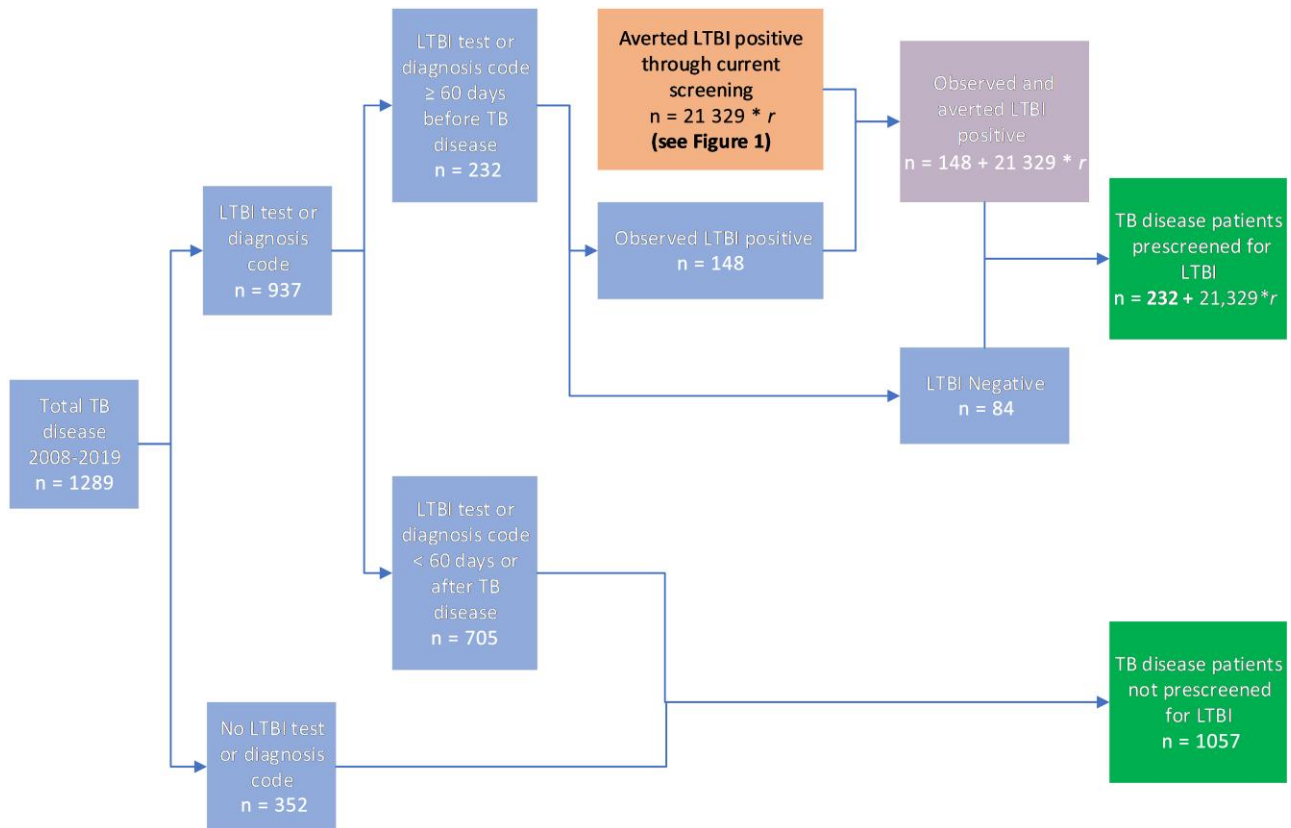 Total TB
disease
2008-2019
n = 1289
LTBI test or
diagnosis
code
n = 937
No LTBI test
or diagnosis
code
n = 352
LTBI test or
diagnosis code
≥ 60 days
before TB
disease
n = 232
LTBI test or
diagnosis code
< 60 days or
after TB
disease
n = 705
Averted LTBI positive
through current
screening
n = 21 329 * r
(see Figure 1)
Observed LTBI positive
n = 148
Observed and
averted LTBI
positive
n = 148 + 21 329 * r
LTBI Negative
n = 84
TB disease patients
prescreened for
LTBI
n = 232 + 21,329*r
TB disease patients
not prescreened
for LTBI
n = 1057